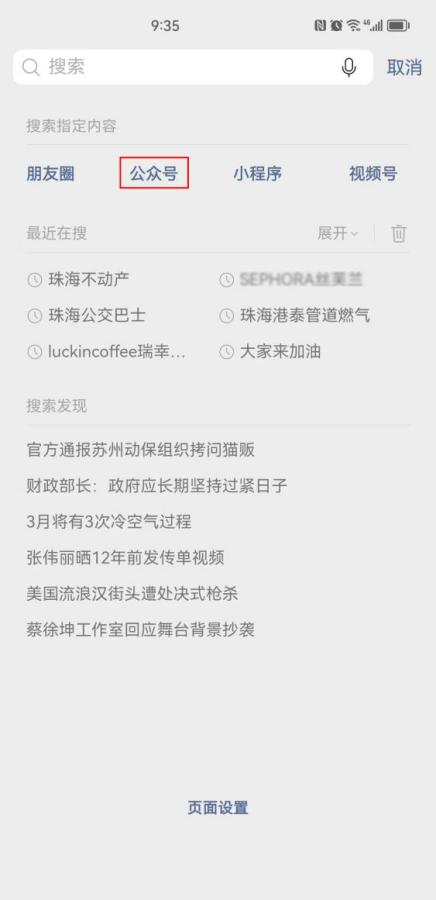 9:35
搜索 取消
搜索指定内容
朋友圈 公众号 小程序 视频号
最近在搜 展开
珠海不动产 SEPHORA丝芙兰
珠海公交巴士 珠海港泰管道燃气
luckincoffee瑞幸... 大家来加油
搜索发现
官方通报苏州动保组织拷问猫贩
财政部长：政府应长期坚持过紧日子
3月将有3次冷空气过程
张伟丽晒12年前发传单视频
美国流浪汉街头遭处决式枪杀
蔡徐坤工作室回应舞台背景抄袭
页面设置